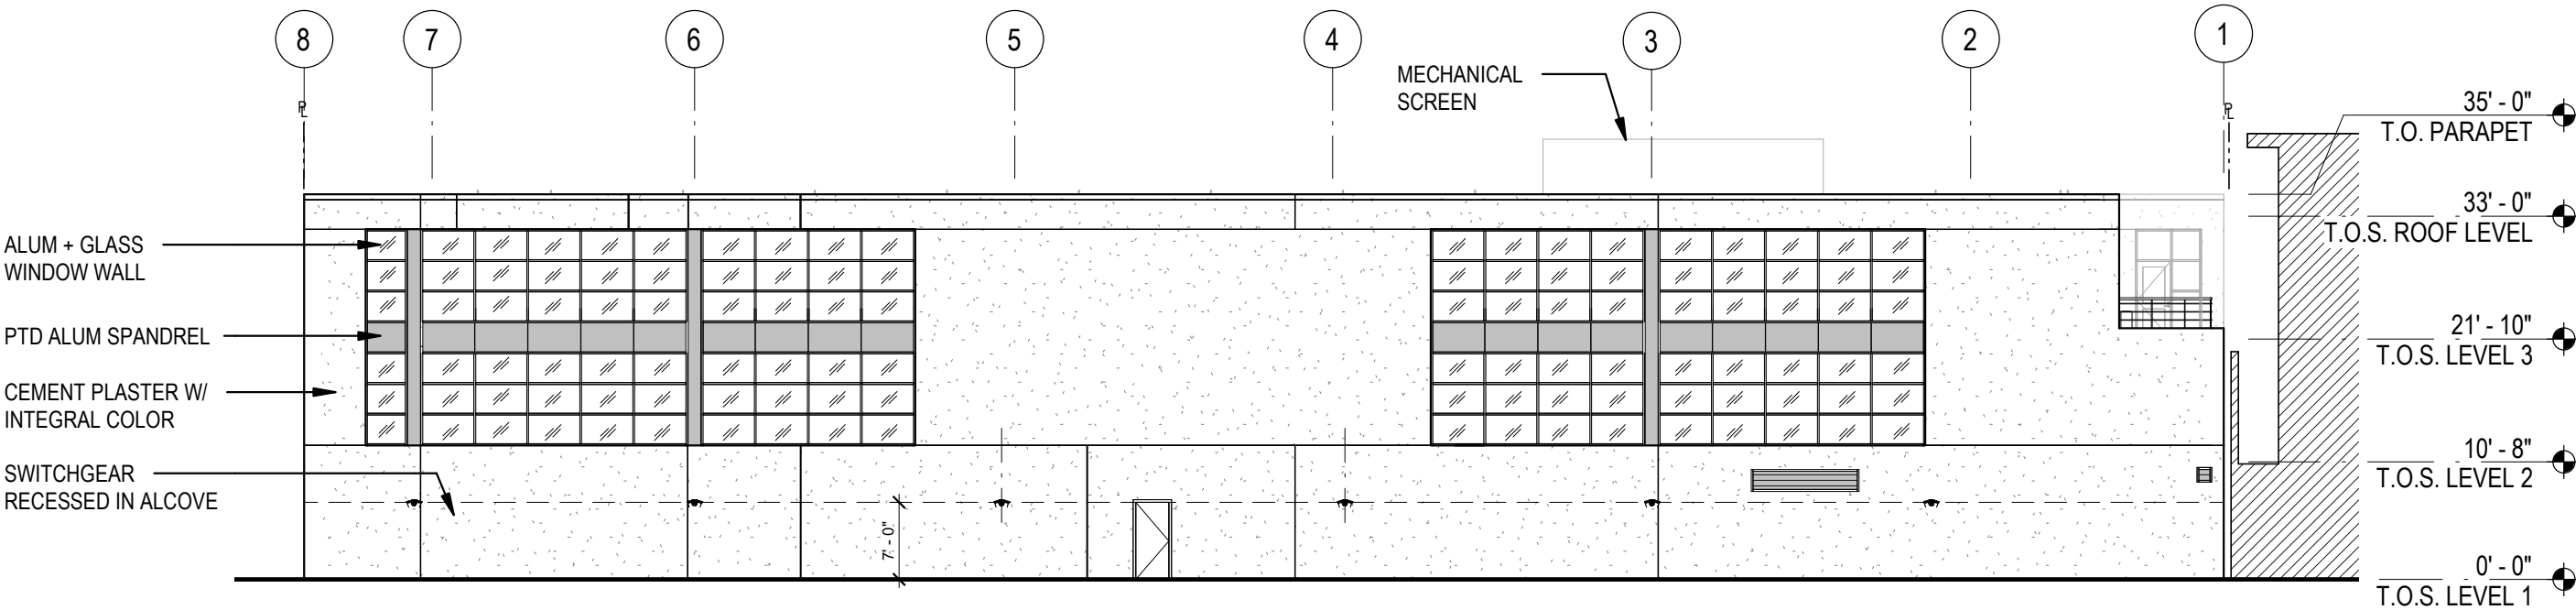 8
7
6
5
4
3
2
1
PL
PL
MECHANICAL
SCREEN
35' - 0"
T.O. PARAPET
33' - 0"
T.O.S. ROOF LEVEL
ALUM + GLASS
WINDOW WALL
PTD ALUM SPANDREL
21' - 10"
T.O.S. LEVEL 3
CEMENT PLASTER W/
INTEGRAL COLOR
10' - 8"
T.O.S. LEVEL 2
SWITCHGEAR
RECESSED IN ALCOVE
7' - 0"
0' - 0"
T.O.S. LEVEL 1